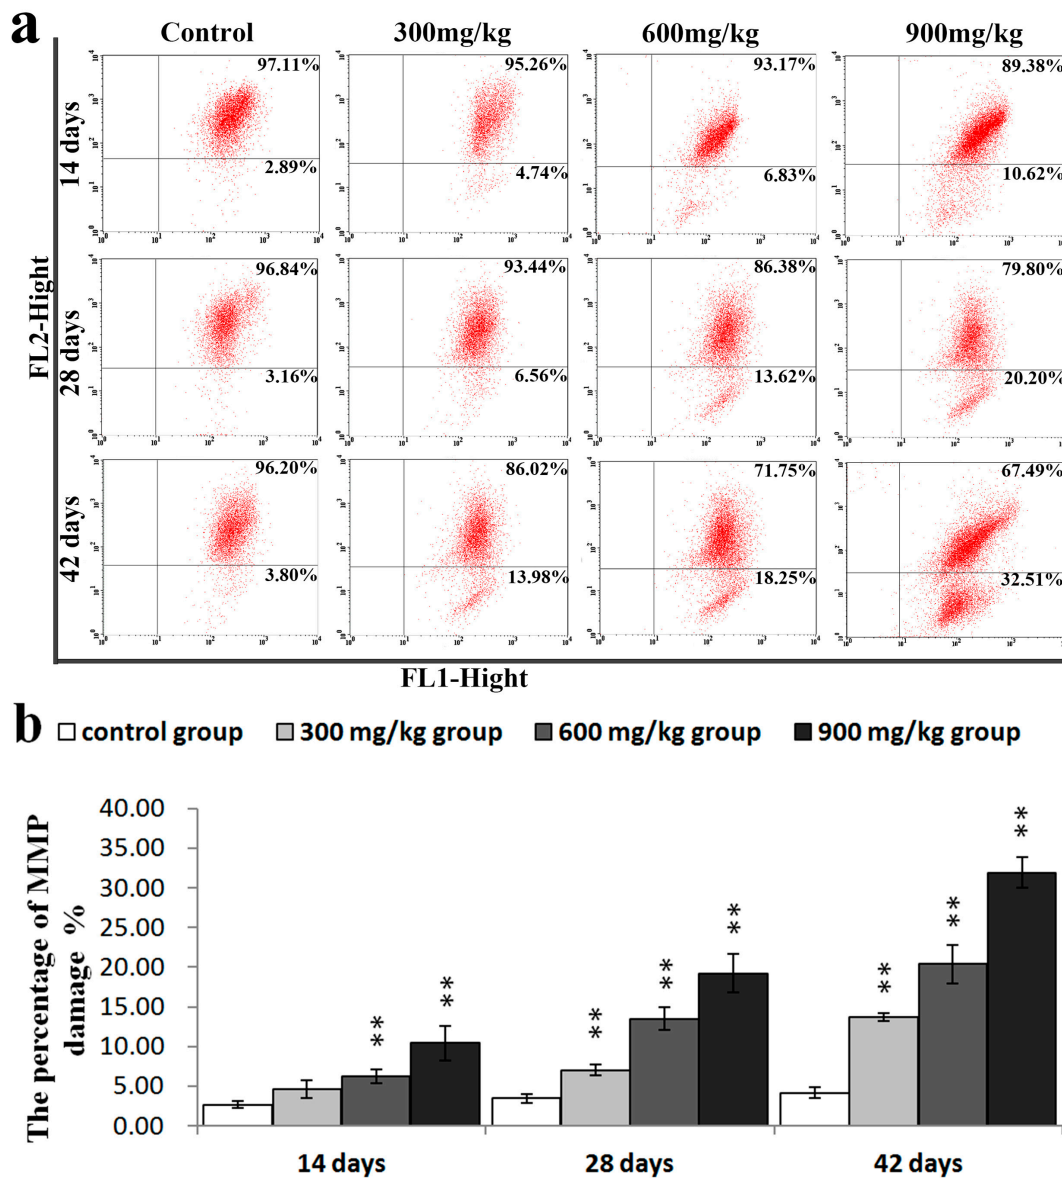 a
Control 300mg/kg 600mg/kg 900mg/kg
14 days
97.11% 95.26% 93.17% 89.38%
2.89% 4.74% 6.83% 10.62%
FL2-Hight
28 days
96.84% 93.44% 86.38% 79.80%
3.16% 6.56% 13.62% 20.20%
42 days
96.20% 86.02% 71.75% 67.49%
3.80% 13.98% 18.25% 32.51%
FL1-Hight
b
control group 300 mg/kg group 600 mg/kg group 900 mg/kg group
The percentage of MMP
damage %
40.00
35.00
30.00
25.00
20.00
15.00
10.00
5.00
0.00
** ** ** ** ** ** ** **
14 days 28 days 42 days